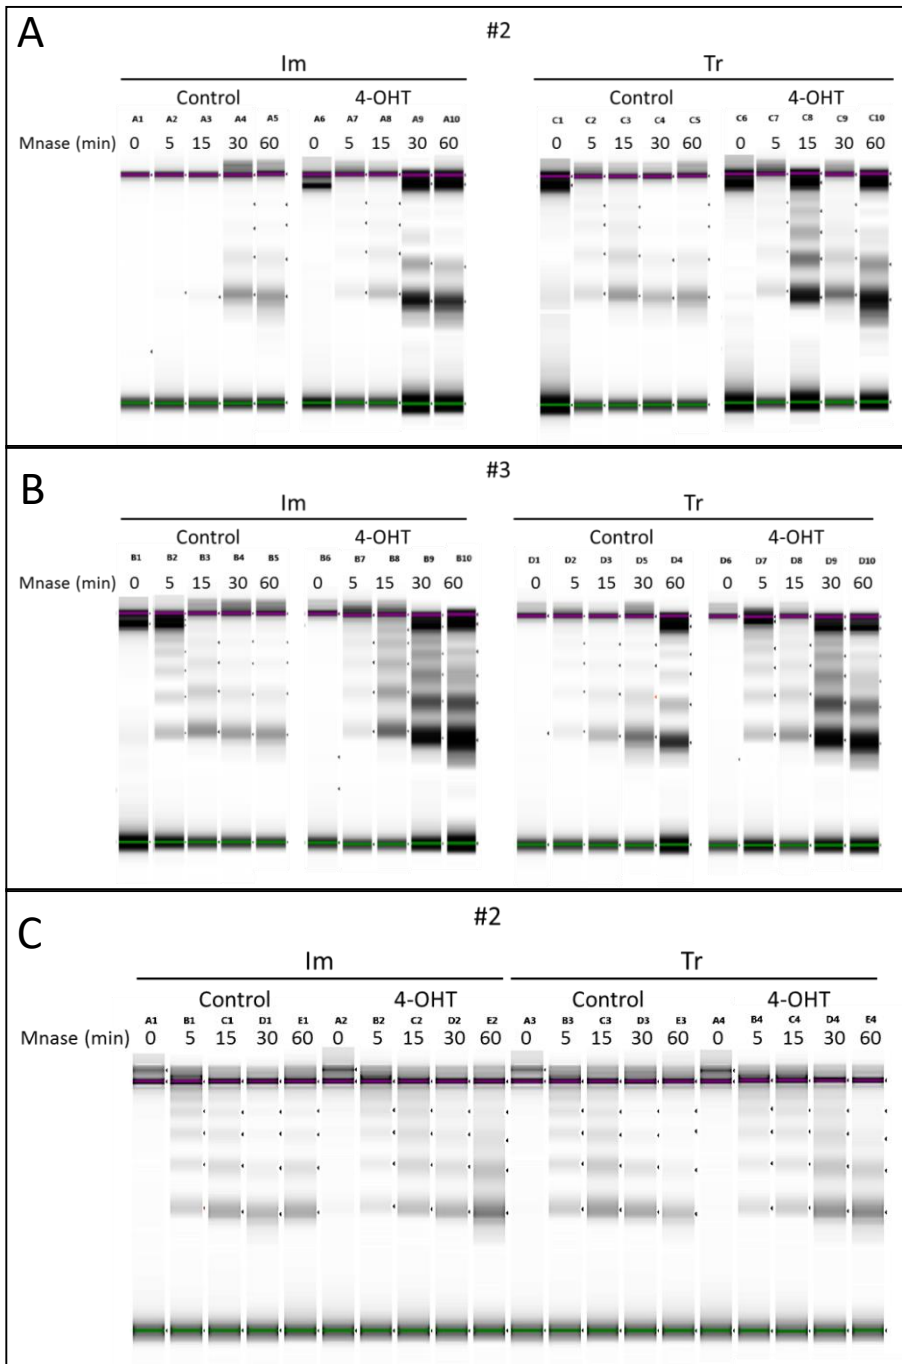 A
#2
Im Tr
Control 4-OHT Control 4-OHT
A1 A2 A3 A4 A5 A6 A7 A8 A9 A10 C1 C2 C3 C4 C5 C6 C7 C8 C9 C10
Mnase (min) 0 5 15 30 60 0 5 15 30 60 0 5 15 30 60 0 5 15 30 60
B
#3
Im Tr
Control 4-OHT Control 4-OHT
B1 B2 B3 B4 B5 B6 B7 B8 B9 B10 D1 D2 D3 D5 D4 D6 D7 D8 D9 D10
Mnase (min) 0 5 15 30 60 0 5 15 30 60 0 5 15 30 60 0 5 15 30 60
C
#2
Im Tr
Control 4-OHT Control 4-OHT
A1 B1 C1 D1 E1 A2 B2 C2 D2 E2 A3 B3 C3 D3 E3 A4 B4 C4 D4 E4
Mnase (min) 0 5 15 30 60 0 5 15 30 60 0 5 15 30 60 0 5 15 30 60